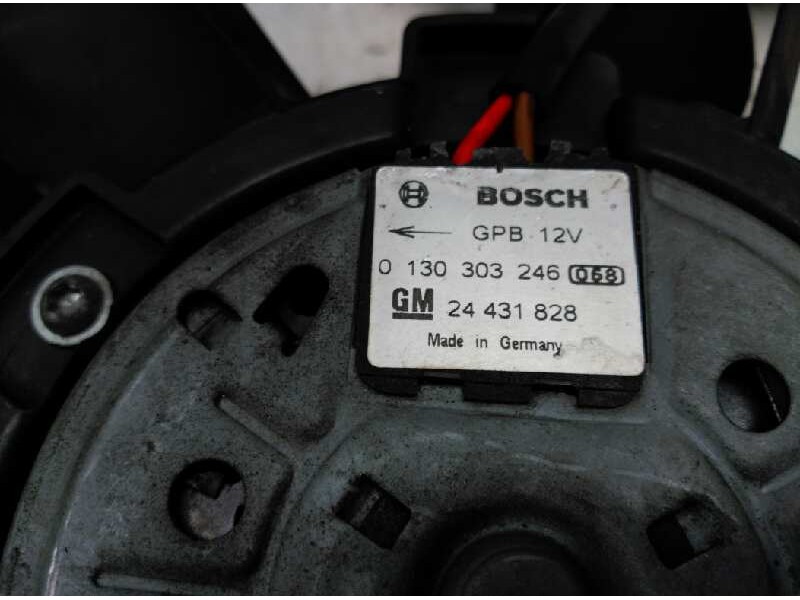 BOSCH
GPB 12V
0 130 303 246 068
GM 24 431 828
Made in Germany